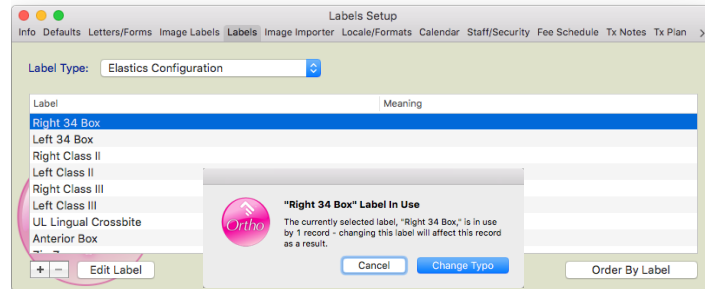 Labels Setup
Info Defaults Letters/Forms Image Labels Labels Image Importer Locale/Formats Calendar Staff/Security Fee Schedule Tx Notes Tx Plan
Label Type: Elastics Configuration
Label Meaning
Right 34 Box
Left 34 Box
Right Class II
Left Class II
Right Class III
Left Class III
UL Lingual Crossbite
Anterior Box
Ortho
"Right 34 Box" Label In Use
The currently selected label, "Right 34 Box," is in use
by 1 record - changing this label will affect this record
as a result.
Cancel Change Typo
+ - Edit Label Order By Label